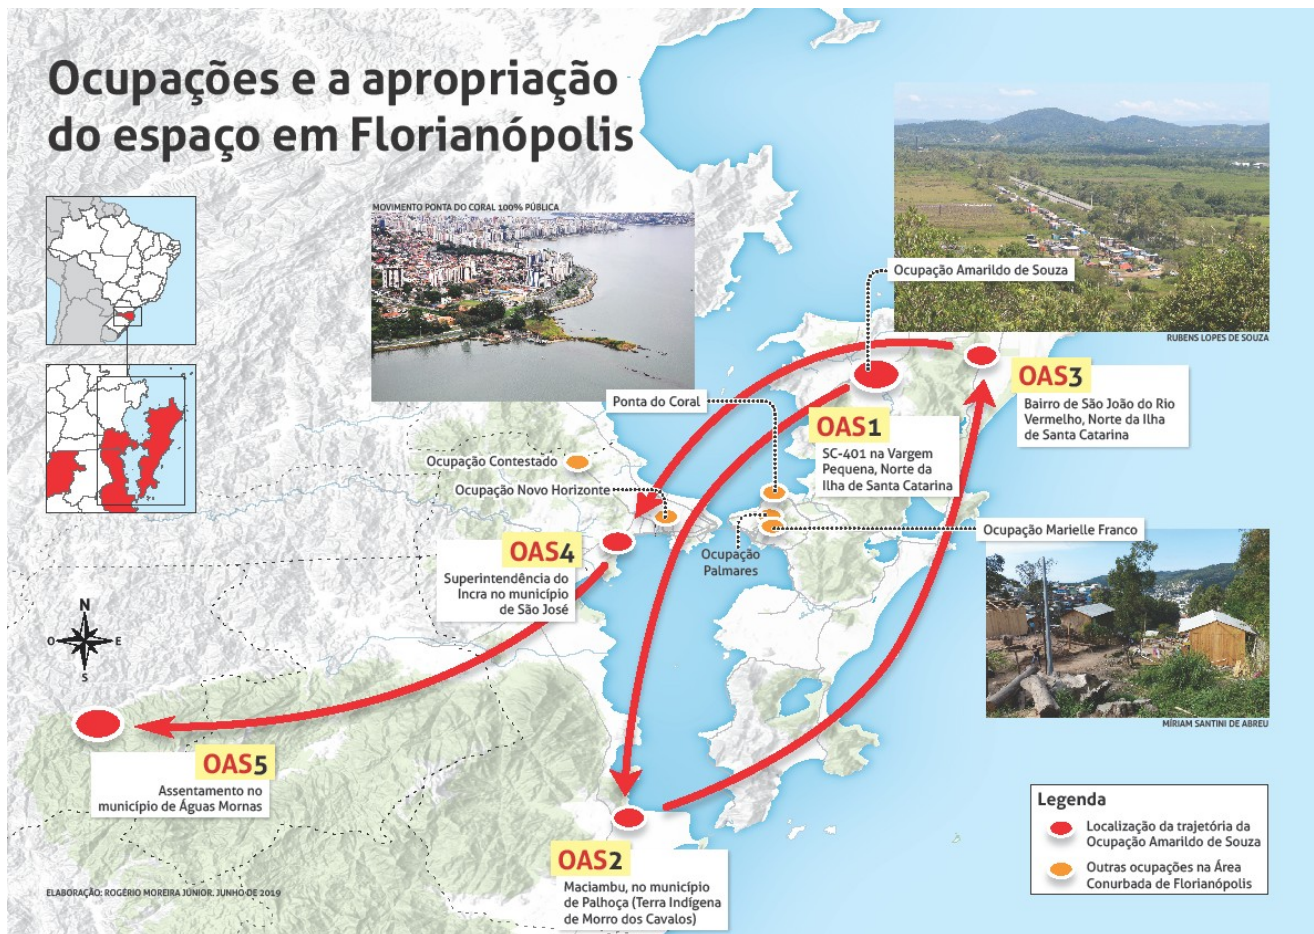 Ocupações e a apropriação
do espaço em Florianópolis
MOVIMENTO PONTA DO CORAL 100% PÚBLICA
Ocupação Amarildo de Souza
RUBENS LOPES DE SOUZA
OAS3
Bairro de São João do Rio
Vermelho, Norte da Ilha
de Santa Catarina
Ponta do Coral
OAS1
SC-401 na Vargem
Pequena, Norte da
Ilha de Santa Catarina
Ocupação Contestado
Ocupação Novo Horizonte
Ocupação Marielle Franco
Ocupação
Palmares
OAS4
Superintendência do
Incra no município
de São José
N
O
E
S
MÍRIAM SANTINI DE ABREU
OAS5
Assentamento no
município de Águas Mornas
OAS2
Maciambu, no município
de Palhoça (Terra Indígena
de Morro dos Cavalos)
Legenda
Localização da trajetória da
Ocupação Amarildo de Souza
Outras ocupações na Área
Conurbada de Florianópolis
ELABORAÇÃO: ROGÉRIO MOREIRA JÚNIOR. JUNHO DE 2019